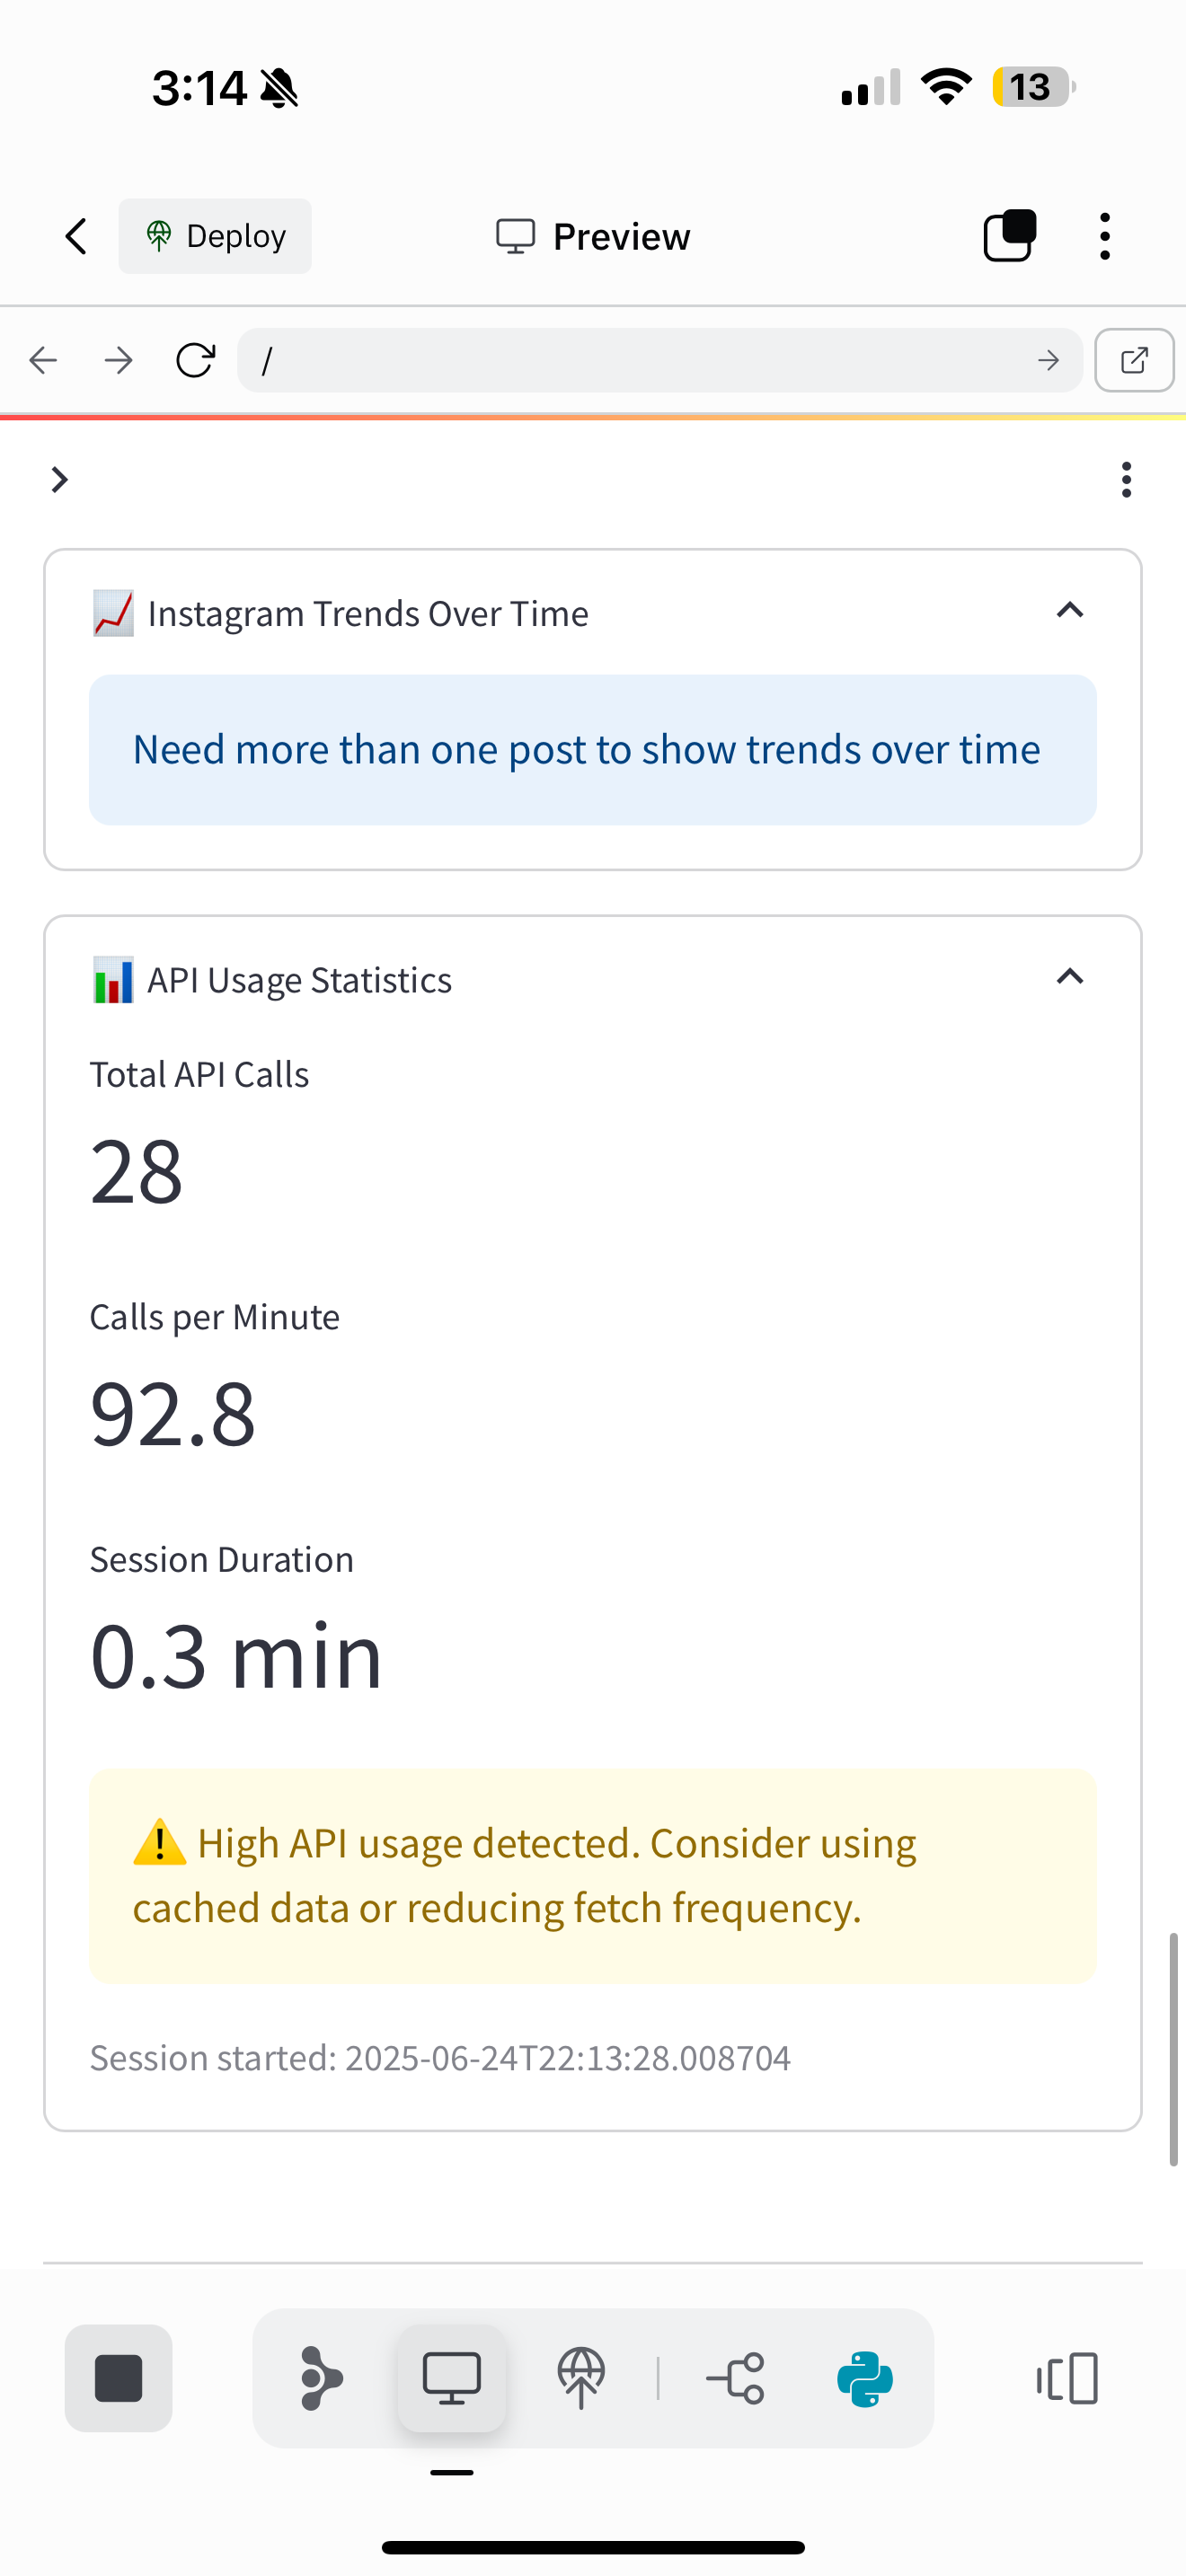 3:14
13
Deploy
Preview
/
Instagram Trends Over Time
Need more than one post to show trends over time
API Usage Statistics
Total API Calls
28
Calls per Minute
92.8
Session Duration
0.3 min
High API usage detected. Consider using
cached data or reducing fetch frequency.
Session started: 2025-06-24T22:13:28.008704